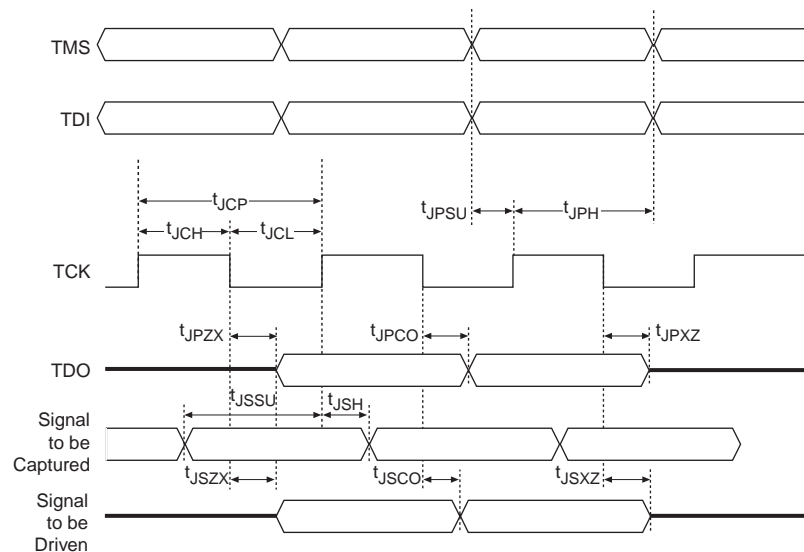 TMS
TDI
tJCP
tJPSU
tJPH
tJCH
tJCL
TCK
tJPZX
tJPCO
tJPXZ
TDO
tJSSU
tJSH
Signal
to be
Captured
tJSZX
tJSCO
tJSXZ
Signal
to be
Driven